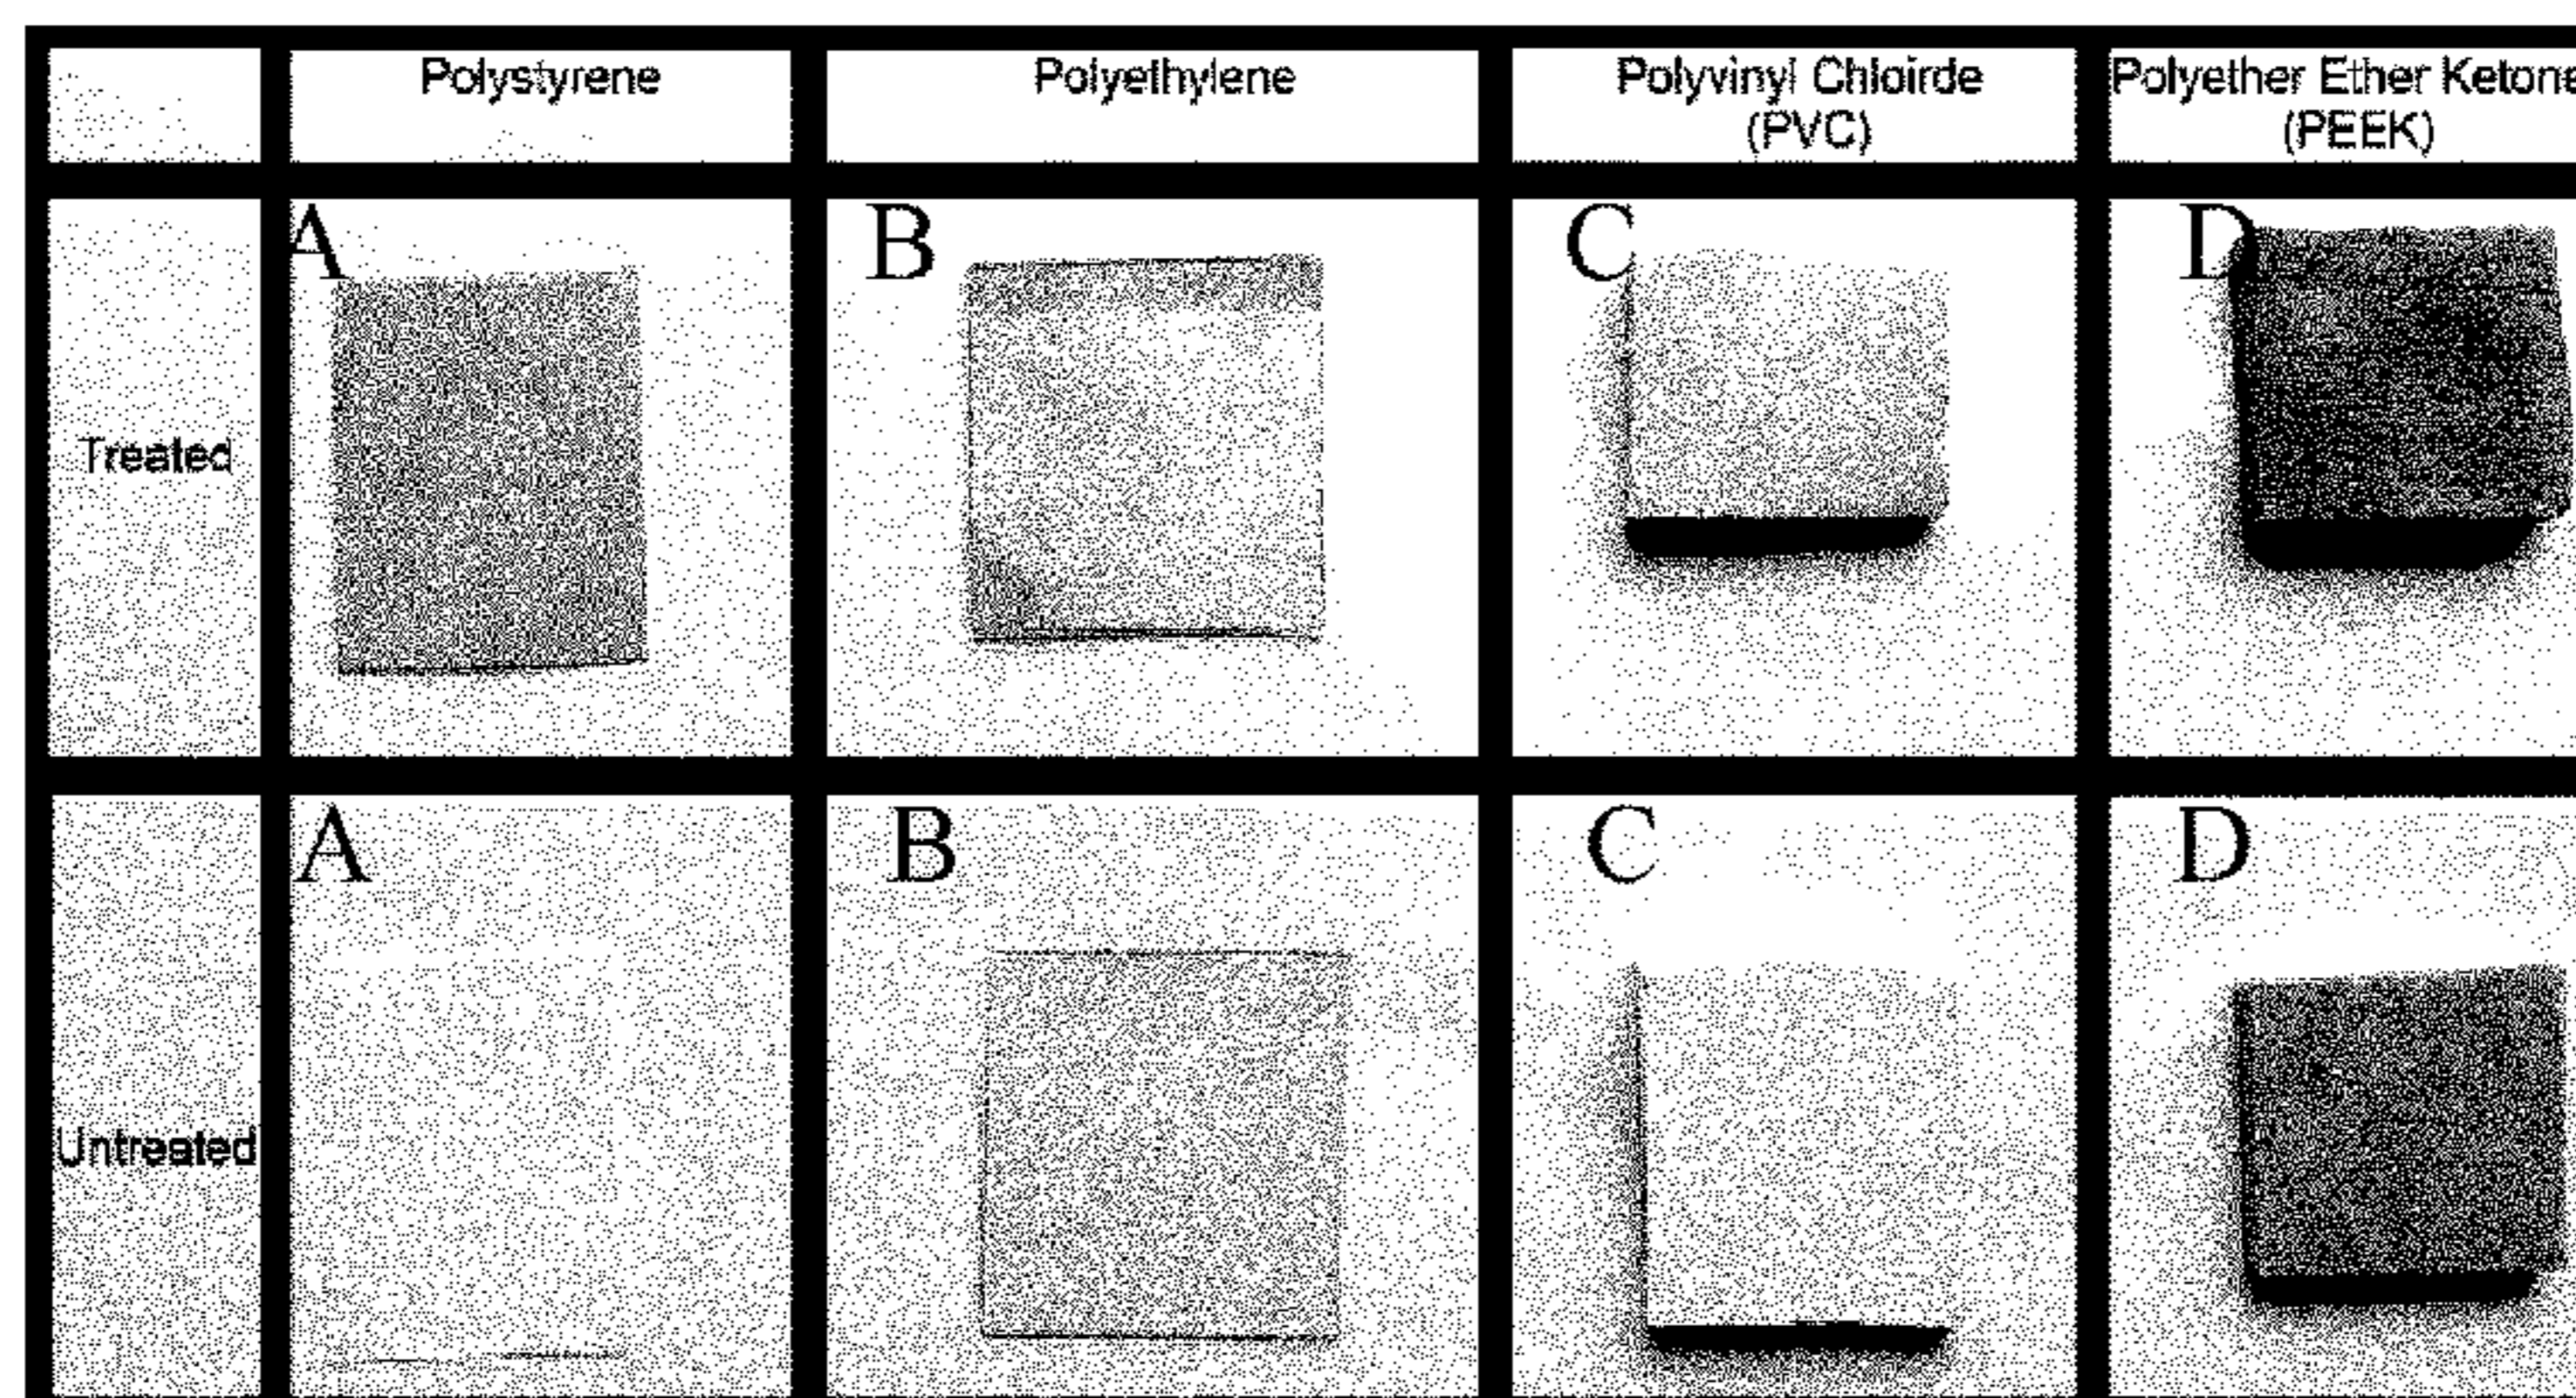 Polystyrene
Polyethylene
Polyvinyl Chloirde
(PVC)
Polyether Ether Ketone
(PEEK)
Treated
A
B
C
D
Untreated
A
B
C
D